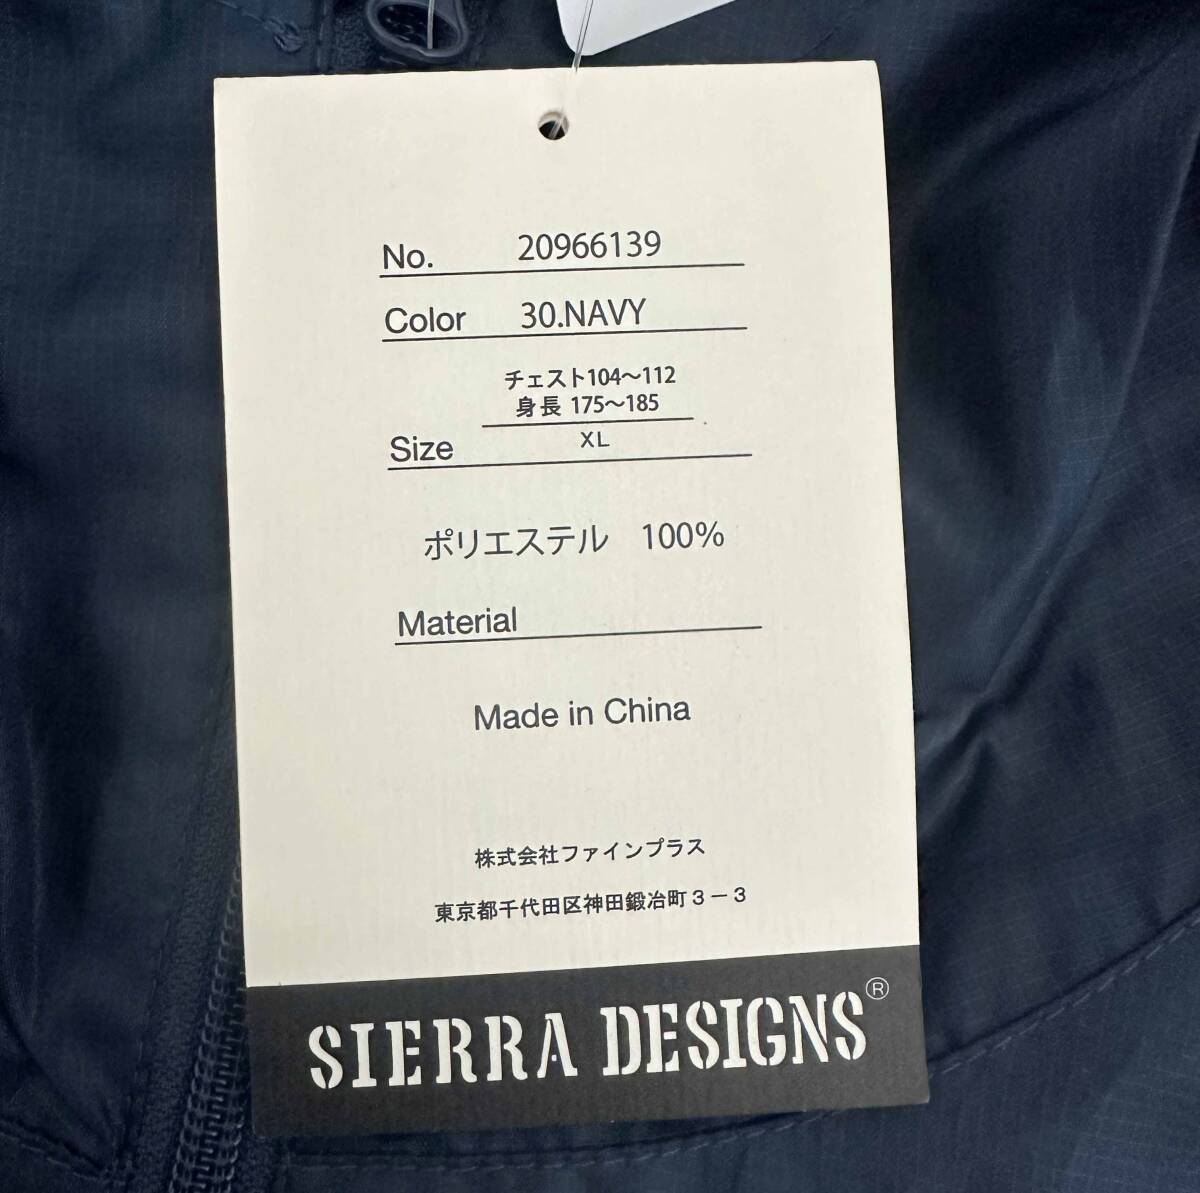 No. 20966139
Color 30.NAVY
チェスト104～112
身長 175～185
Size XL
ポリエステル 100%
Material
Made in China
株式会社ファインプラス
東京都千代田区神田鍛冶町３－３
SIERRA DESIGNS®